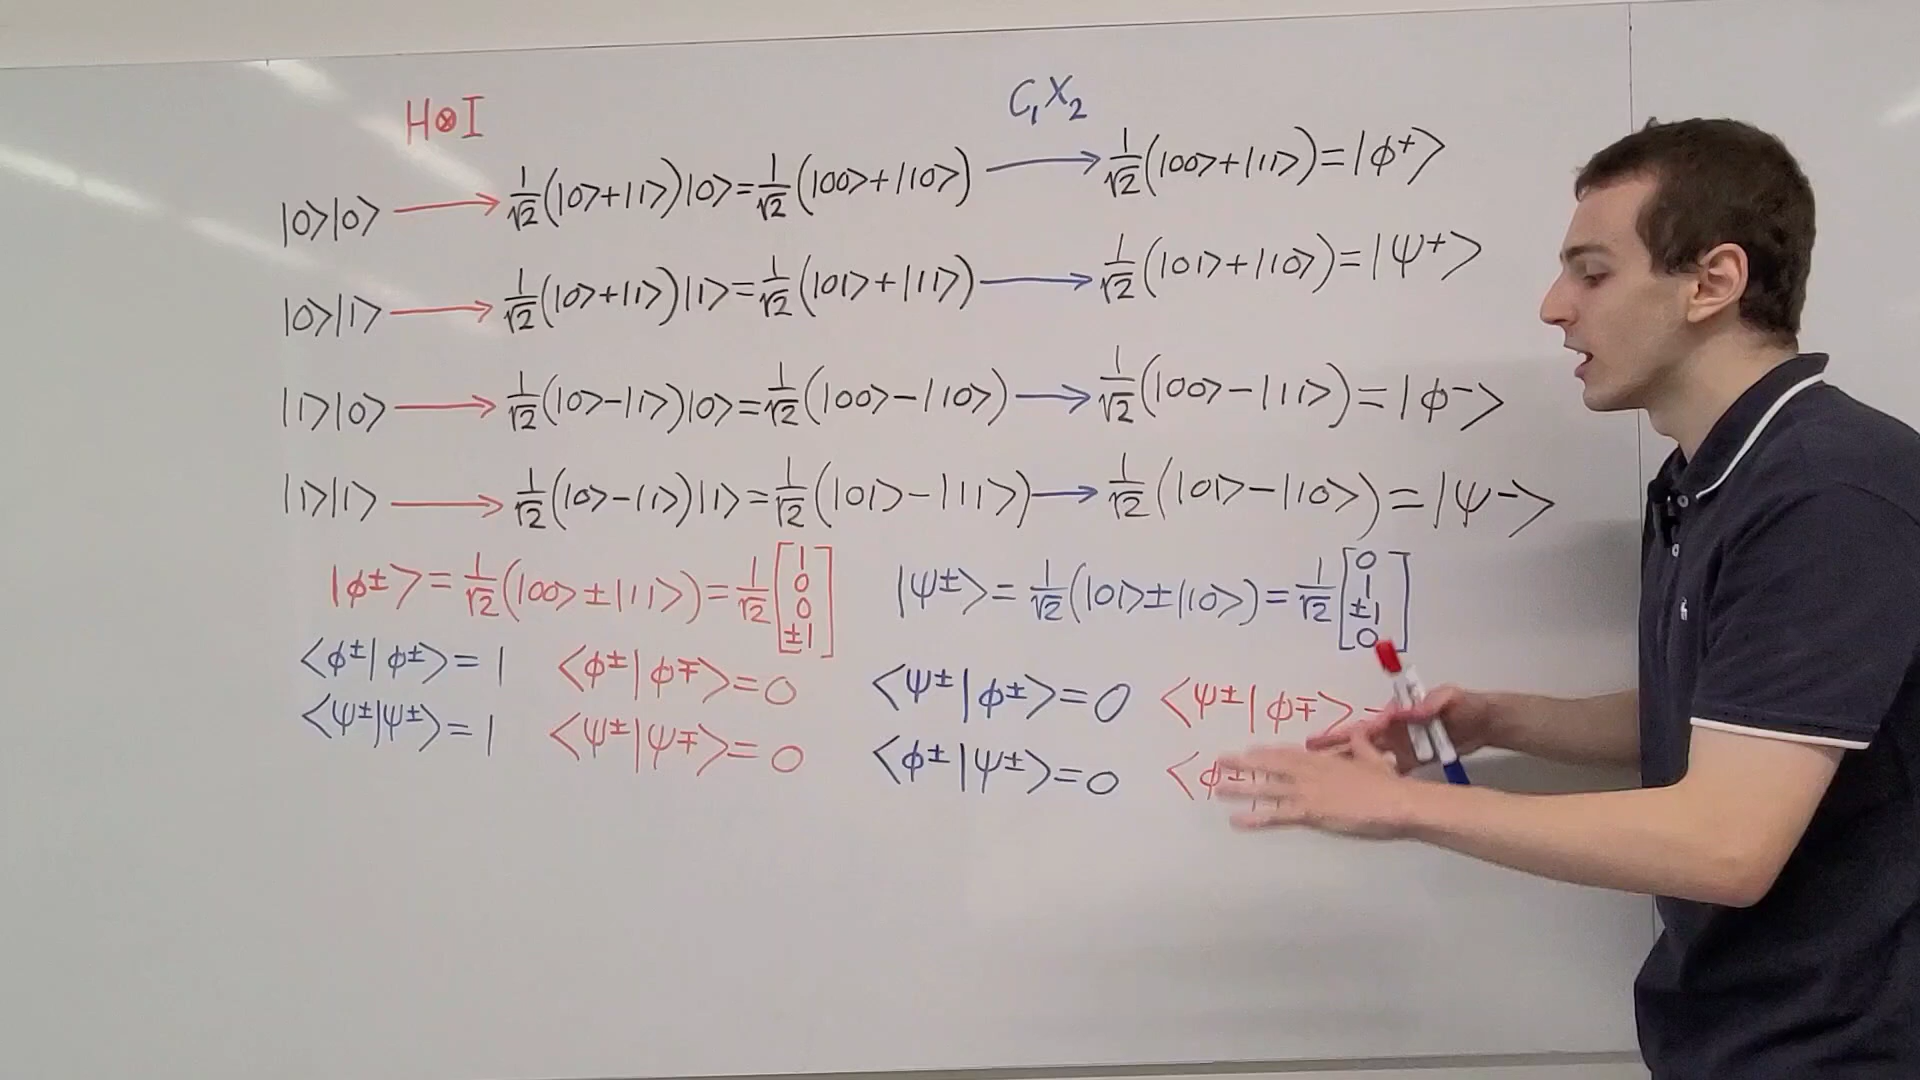 H⊗I C₁X₂
|0⟩|0⟩ → 1/√2(|0⟩+|1⟩)|0⟩=1/√2(|00⟩+|10⟩) → 1/√2(|00⟩+|11⟩)=|ϕ⁺⟩
|0⟩|1⟩ → 1/√2(|0⟩+|1⟩)|1⟩=1/√2(|01⟩+|11⟩) → 1/√2(|01⟩+|10⟩)=|ψ⁺⟩
|1⟩|0⟩ → 1/√2(|0⟩-|1⟩)|0⟩=1/√2(|00⟩-|10⟩) → 1/√2(|00⟩-|11⟩)=|ϕ⁻⟩
|1⟩|1⟩ → 1/√2(|0⟩-|1⟩)|1⟩=1/√2(|01⟩-|11⟩) → 1/√2(|01⟩-|10⟩)=|ψ⁻⟩
|ϕ±⟩=1/√2(|00⟩±|11⟩)=1/√2[1 0 0 ±1] |ψ±⟩=1/√2(|01⟩±|10⟩)=1/√2[0 1 ±1 0]
⟨ϕ±|ϕ±⟩=1 ⟨ϕ±|ϕ∓⟩=0 ⟨ψ±|ϕ±⟩=0 ⟨ψ±|ϕ∓⟩
⟨ψ±|ψ±⟩=1 ⟨ψ±|ψ∓⟩=0 ⟨ϕ±|ψ±⟩=0 ⟨ϕ±|